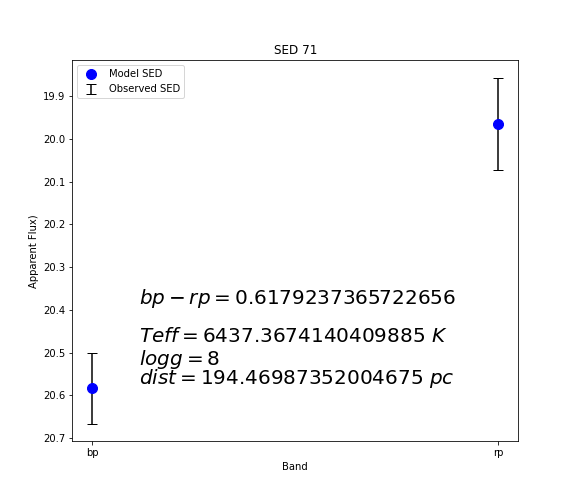 SED 71
Model SED
Observed SED
19.9
20.0
20.1
20.2
20.3
20.4
20.5
20.6
20.7
Apparent Flux)
bp − rp = 0.6179237365722656
Teff = 6437.3674140409885 K
logg = 8
dist = 194.46987352004675 pc
bp
rp
Band